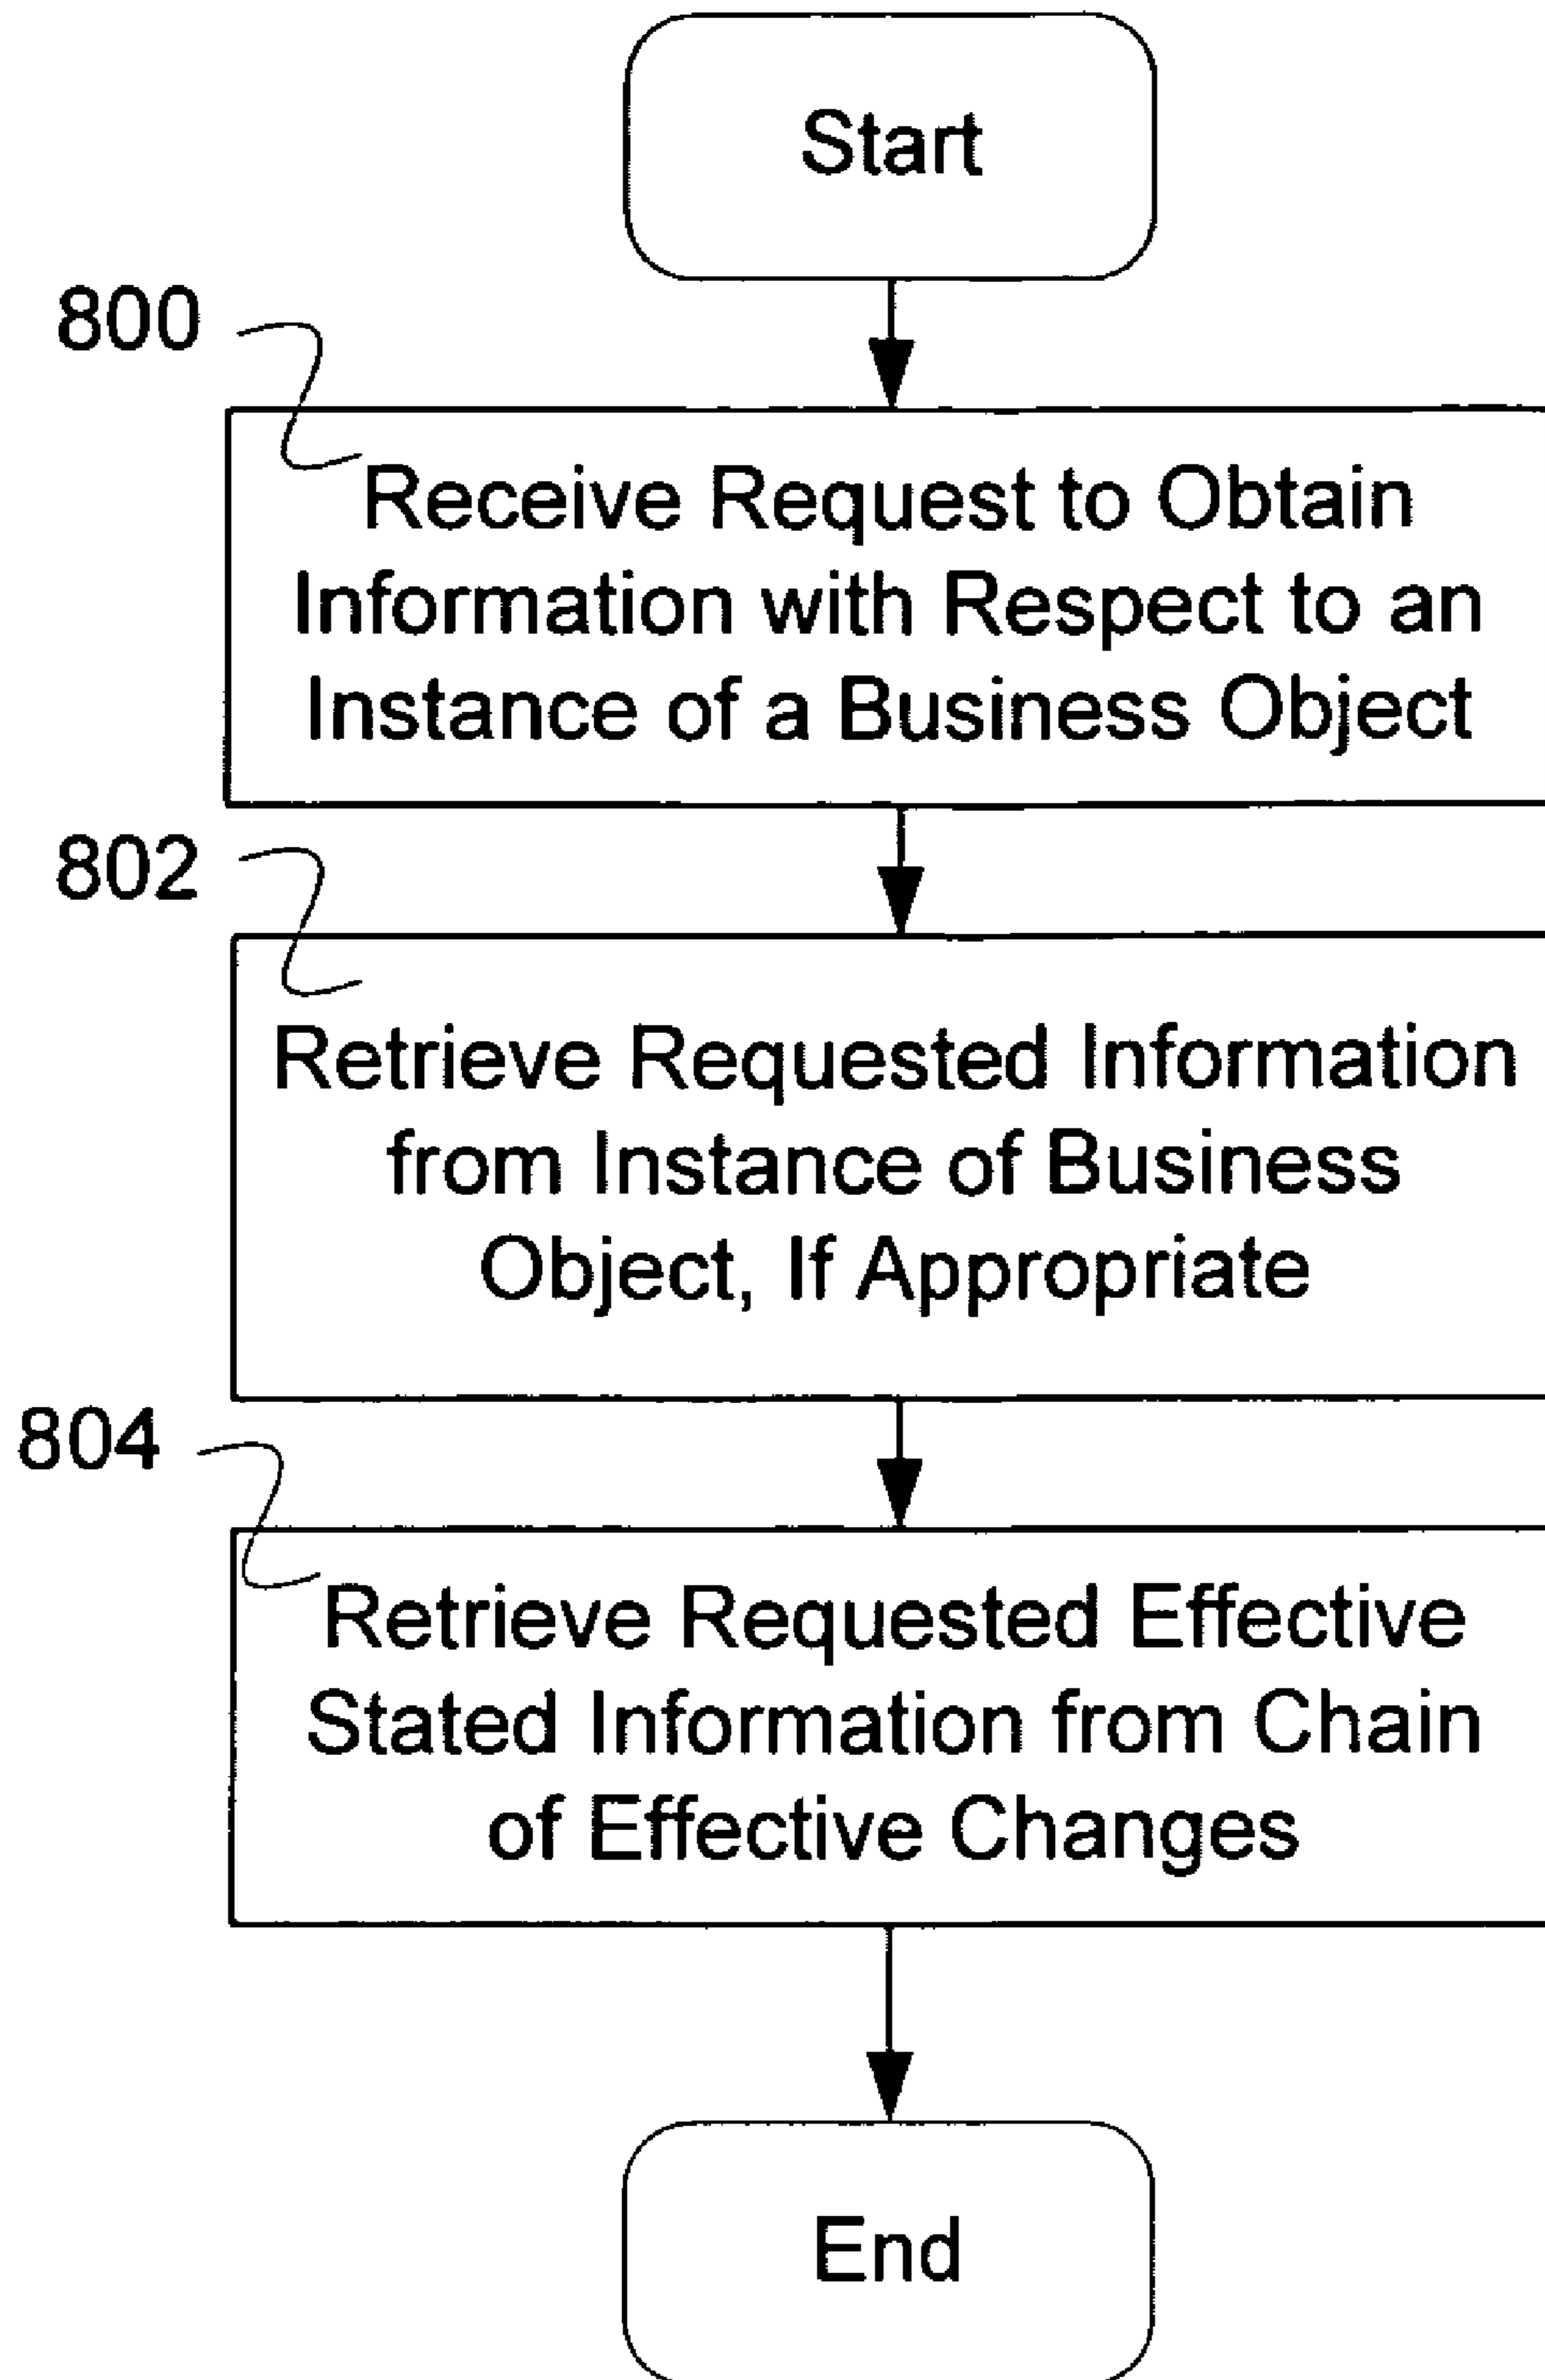 Start
800
Receive Request to Obtain
Information with Respect to an
Instance of a Business Object
802
Retrieve Requested Information
from Instance of Business
Object, If Appropriate
804
Retrieve Requested Effective
Stated Information from Chain
of Effective Changes
End